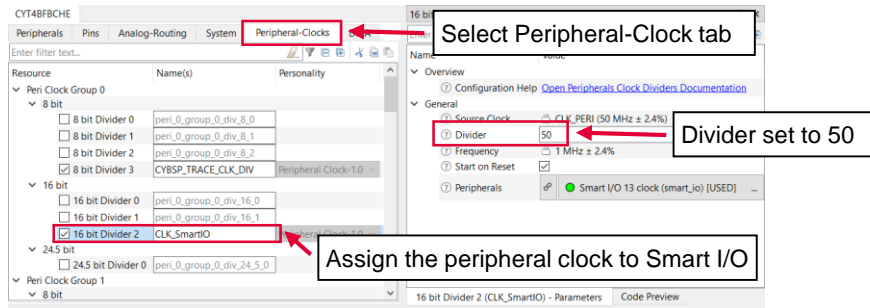 CYT4BFBCHE
Peripherals Pins Analog-Routing System Peripheral-Clocks
Enter filter text...
Resource Name(s) Personality
Peri Clock Group 0
8 bit
8 bit Divider 0 peri_0_group_0_div_8_0
8 bit Divider 1 peri_0_group_0_div_8_1
8 bit Divider 2 peri_0_group_0_div_8_2
8 bit Divider 3 CYBSP_TRACE_CLK_DIV Peripheral Clock-1.0
16 bit
16 bit Divider 0 peri_0_group_0_div_16_0
16 bit Divider 1 peri_0_group_0_div_16_1
16 bit Divider 2 CLK_SmartIO Peripheral Clock-1.0
24.5 bit
24.5 bit Divider 0 peri_0_group_0_div_24_5_0
Peri Clock Group 1
8 bit
Select Peripheral-Clock tab
16 bit
Name
Overview
Configuration Help Open Peripherals Clock Dividers Documentation
General
Source Clock CLK_PERI (50 MHz ± 2.4%)
Divider 50
Frequency 1 MHz ± 2.4%
Start on Reset
Peripherals Smart I/O 13 clock (smart_io) [USED] ...
Divider set to 50
Assign the peripheral clock to Smart I/O
16 bit Divider 2 (CLK_SmartIO) - Parameters Code Preview